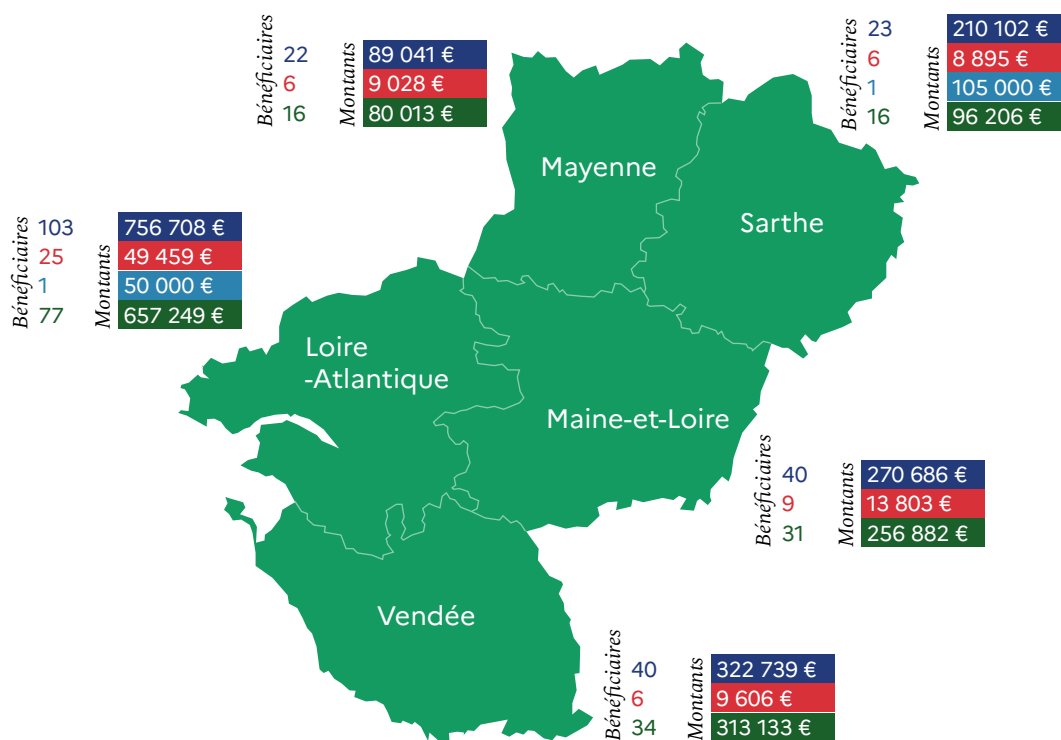 Bénéficiaires
22
6
16
Montants
89 041 €
9 028 €
80 013 €
Bénéficiaires
23
6
1
16
Montants
210 102 €
8 895 €
105 000 €
96 206 €
Mayenne
Sarthe
Bénéficiaires
103
25
1
77
Montants
756 708 €
49 459 €
50 000 €
657 249 €
Loire
-Atlantique
Maine-et-Loire
Bénéficiaires
40
9
31
Montants
270 686 €
13 803 €
256 882 €
Vendée
Bénéficiaires
40
6
34
Montants
322 739 €
9 606 €
313 133 €